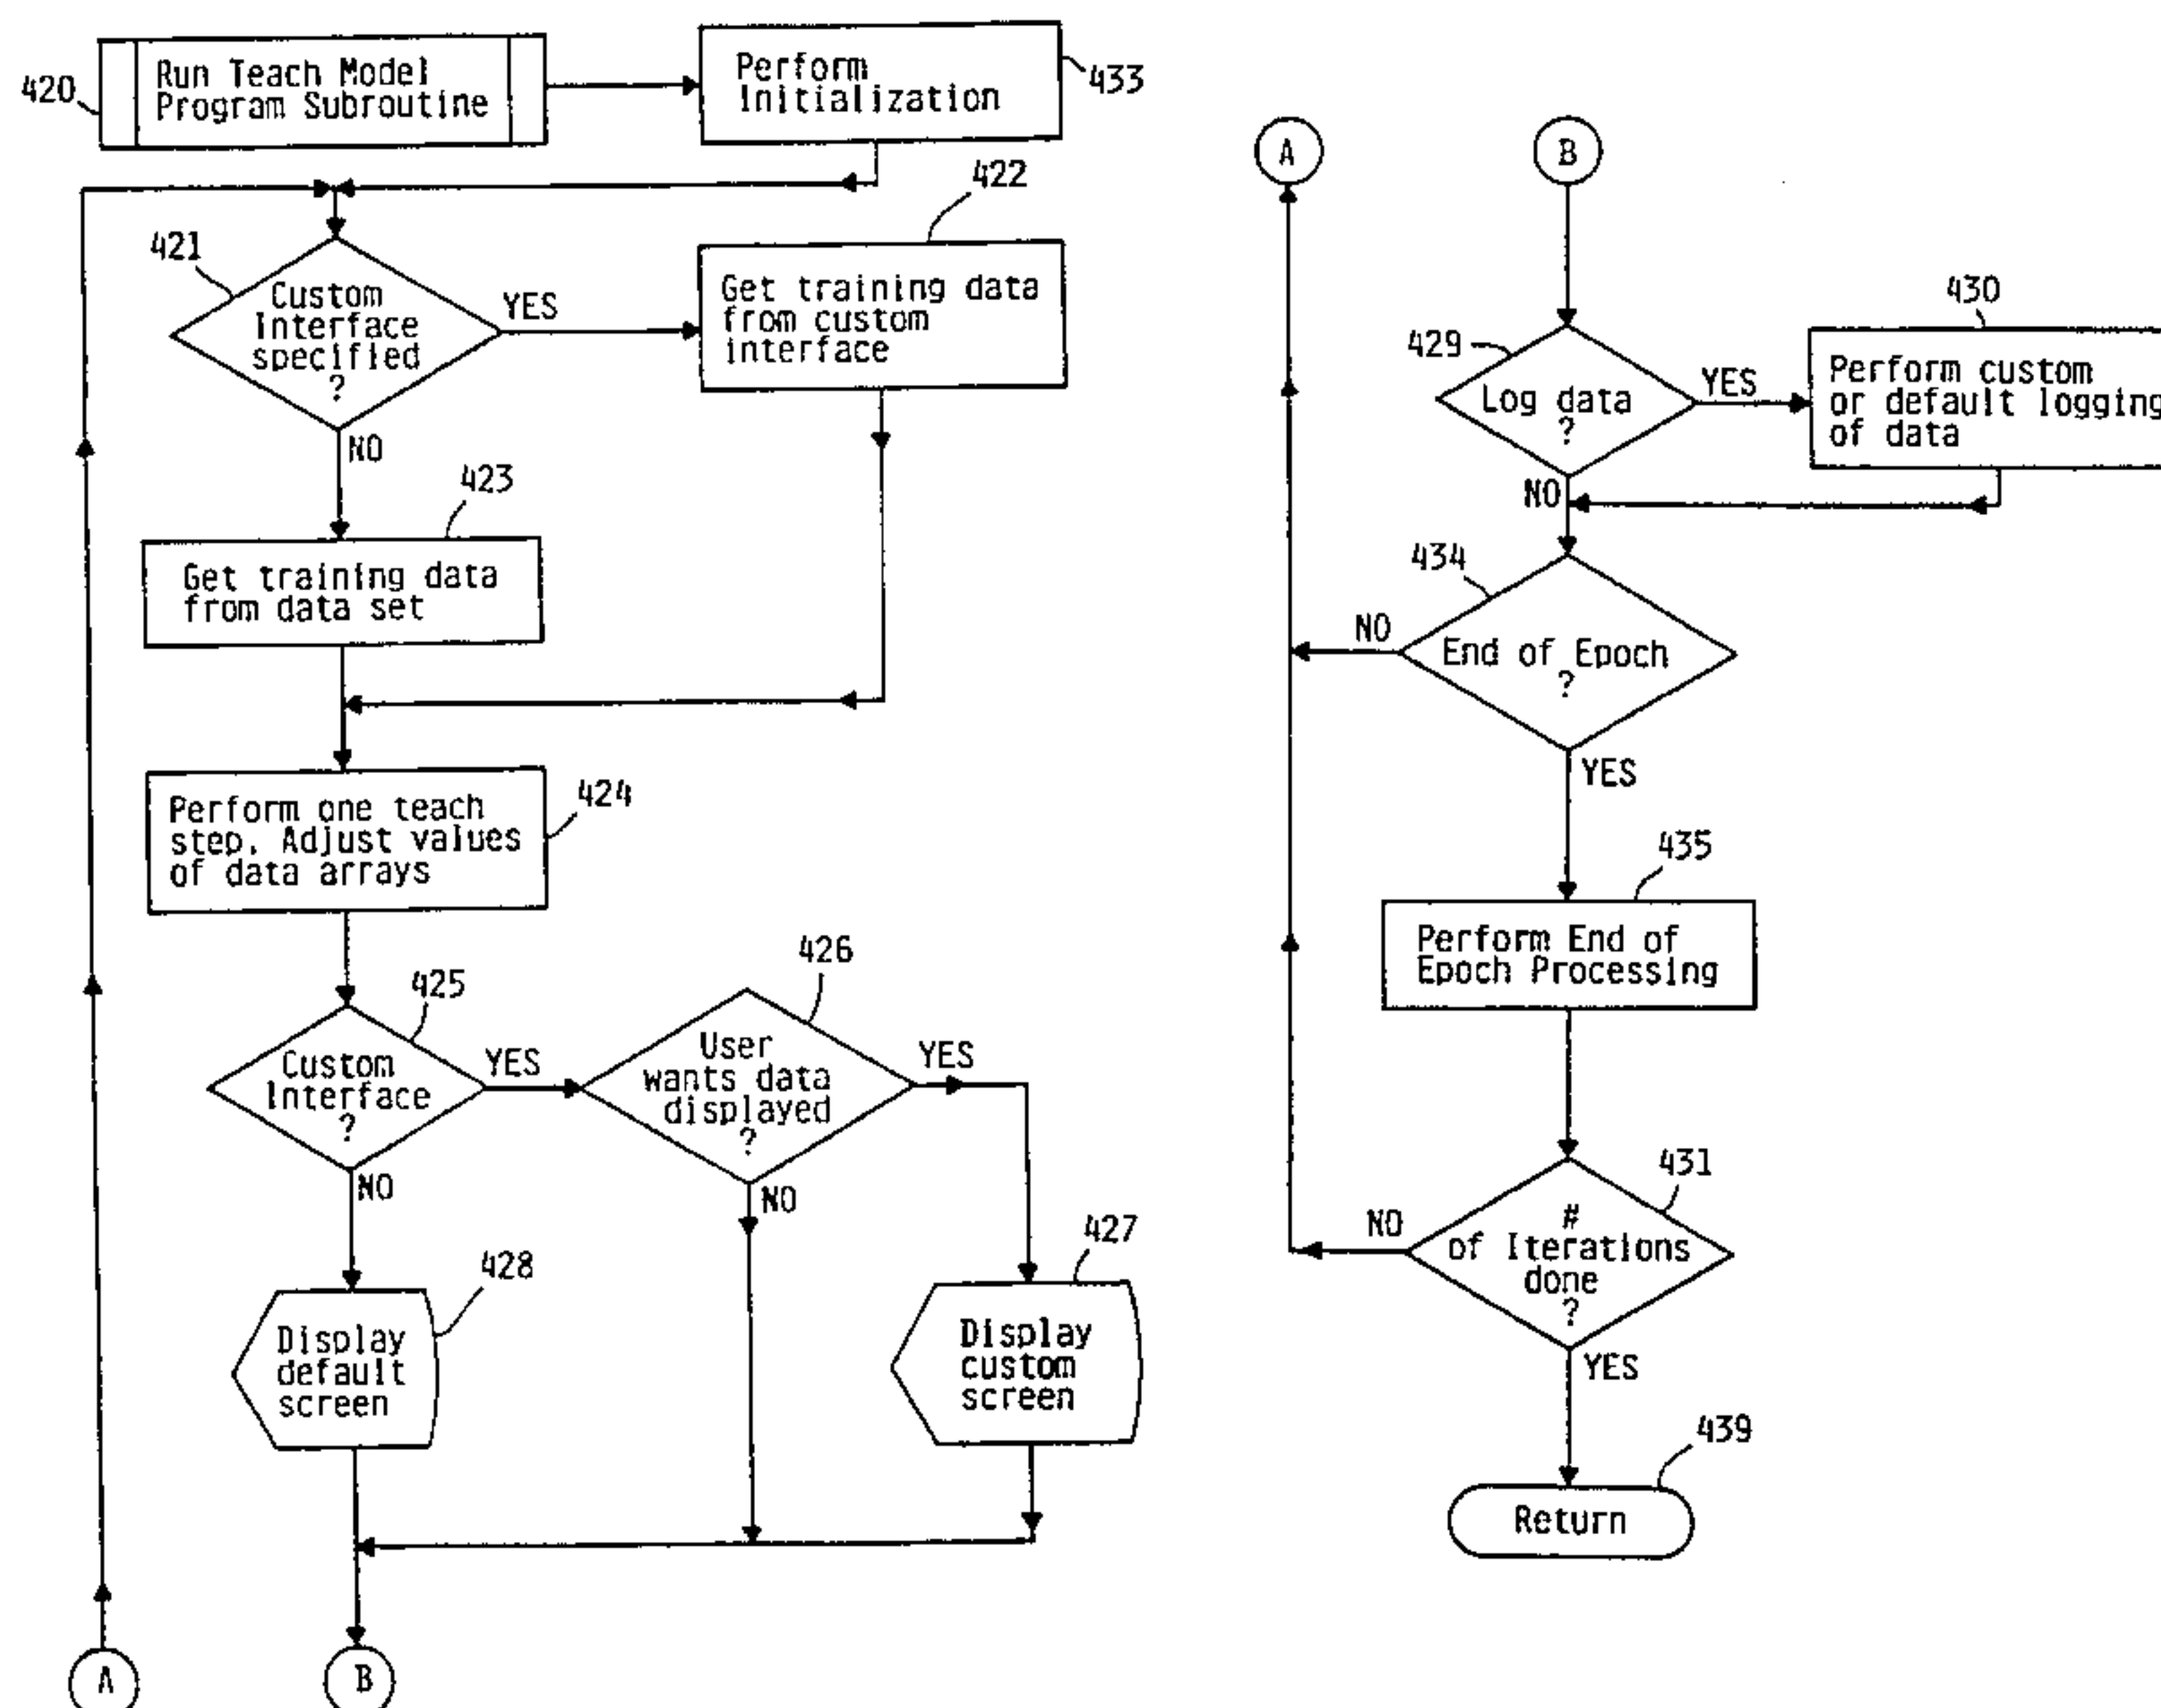 420
Run Teach Model
Program Subroutine
Perform
Initialization
433
421
Custom
Interface
specified
?
YES
NO
422
Get training data
from custom
interface
423
Get training data
from data set
424
Perform one teach
step. Adjust values
of data arrays
425
Custom
Interface
?
YES
NO
426
User
wants data
displayed
?
YES
NO
427
Display
custom
screen
428
Display
default
screen
A
B
A
B
429
Log data
?
YES
NO
430
Perform custom
or default logging
of data
434
End of Epoch
?
NO
YES
435
Perform End of
Epoch Processing
431
#
of Iterations
done
?
NO
YES
439
Return